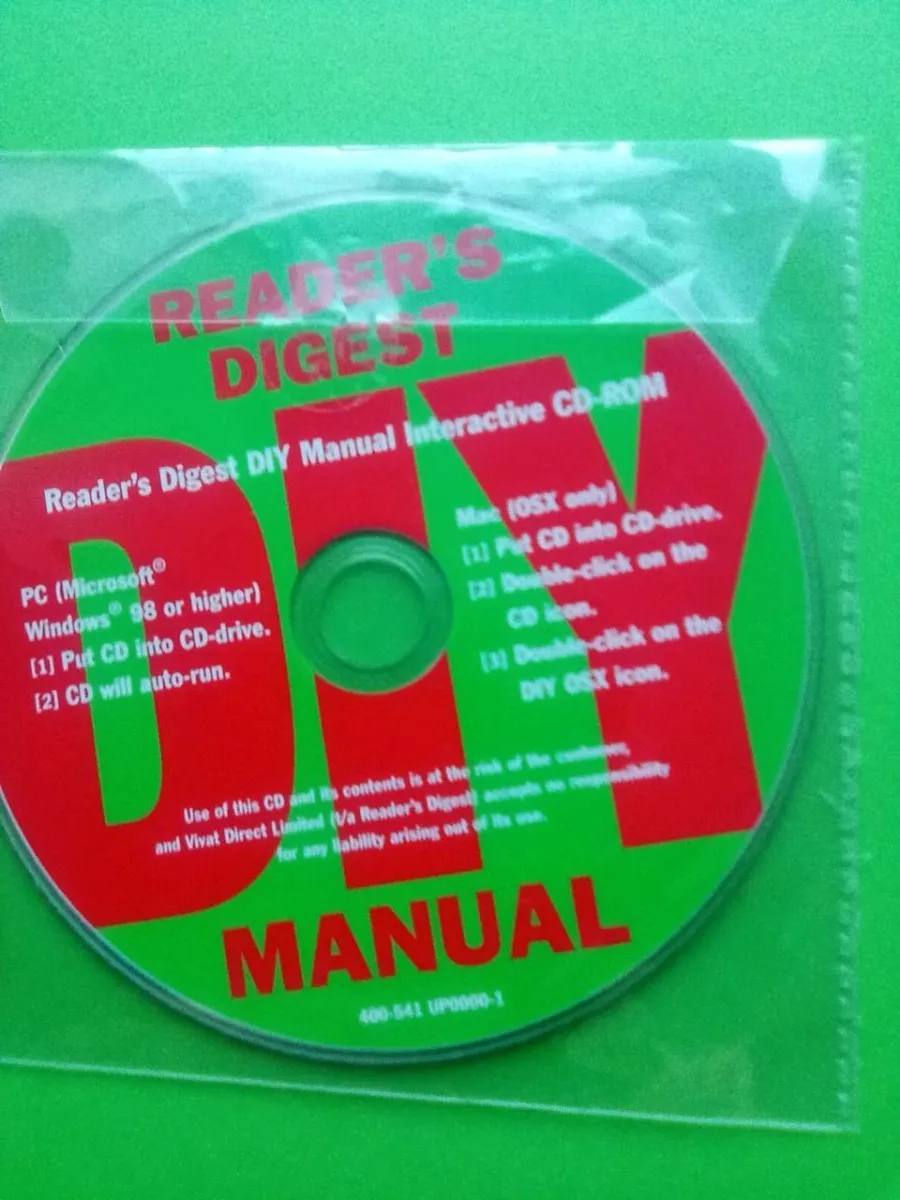 READER'S
DIGEST
DIY
Reader's Digest DIY Manual Interactive CD-ROM
PC (Microsoft®
Windows® 98 or higher)
[1] Put CD into CD-drive.
[2] CD will auto-run.
Mac (OSX only)
[1] Put CD into CD-drive.
[2] Double-click on the
CD icon.
[3] Double-click on the
DIY OSX icon.
Use of this CD and its contents is at the risk of the customer,
and Vivat Direct Limited (t/a Reader's Digest) accepts no responsibility
for any liability arising out of its use.
MANUAL
400-541 UP0000-1